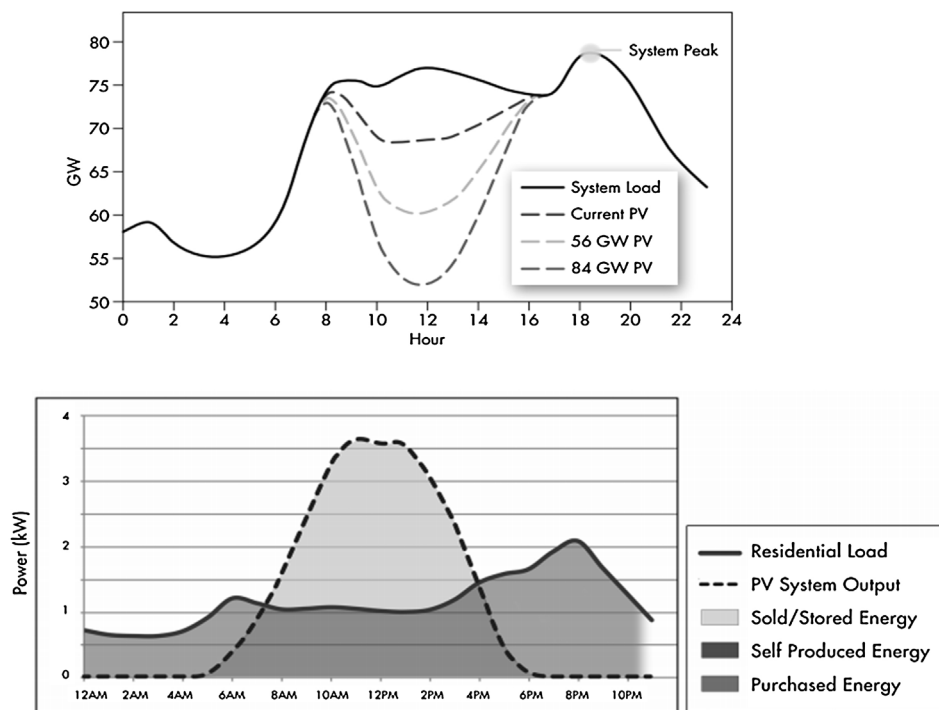 80
75
70
65
60
55
50
GW
System Peak
System Load
Current PV
56 GW PV
84 GW PV
0 2 4 6 8 10 12 14 16 18 20 22 24
Hour
4
3
2
1
0
Power (kW)
12AM 2AM 4AM 6AM 8AM 10AM 12PM 2PM 4PM 6PM 8PM 10PM
Residential Load
PV System Output
Sold/Stored Energy
Self Produced Energy
Purchased Energy